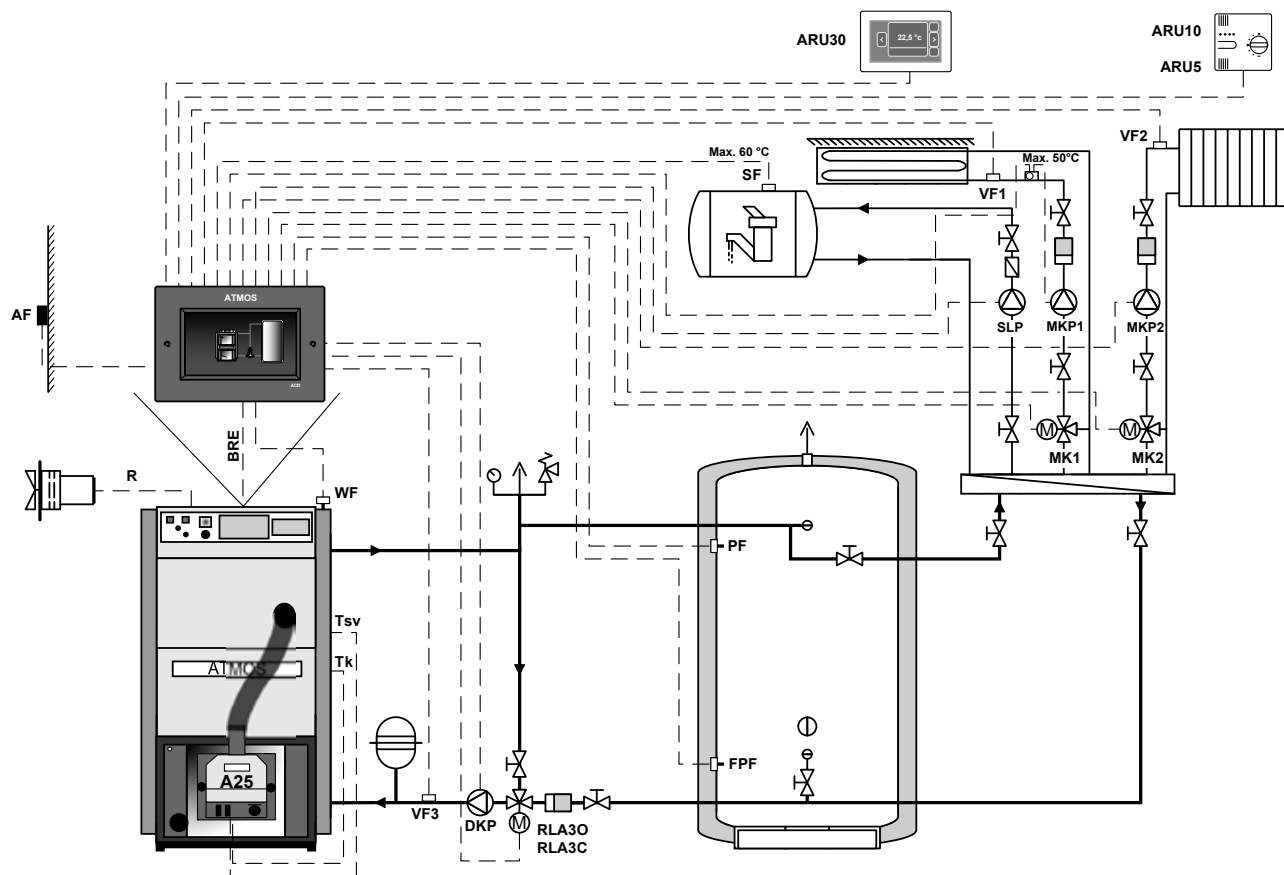 ARU30
22,5 °c
ARU10
ARU5
VF2
Max. 60 °C
SF
Max. 50°C
VF1
ATMOS
AF
SLP
MKP1
MKP2
ACD
BRE
M
MK1
M
MK2
R
WF
PF
Tsv
Tk
ATMOS
A25
FPF
VF3
DKP
M
RLA3O
RLA3C